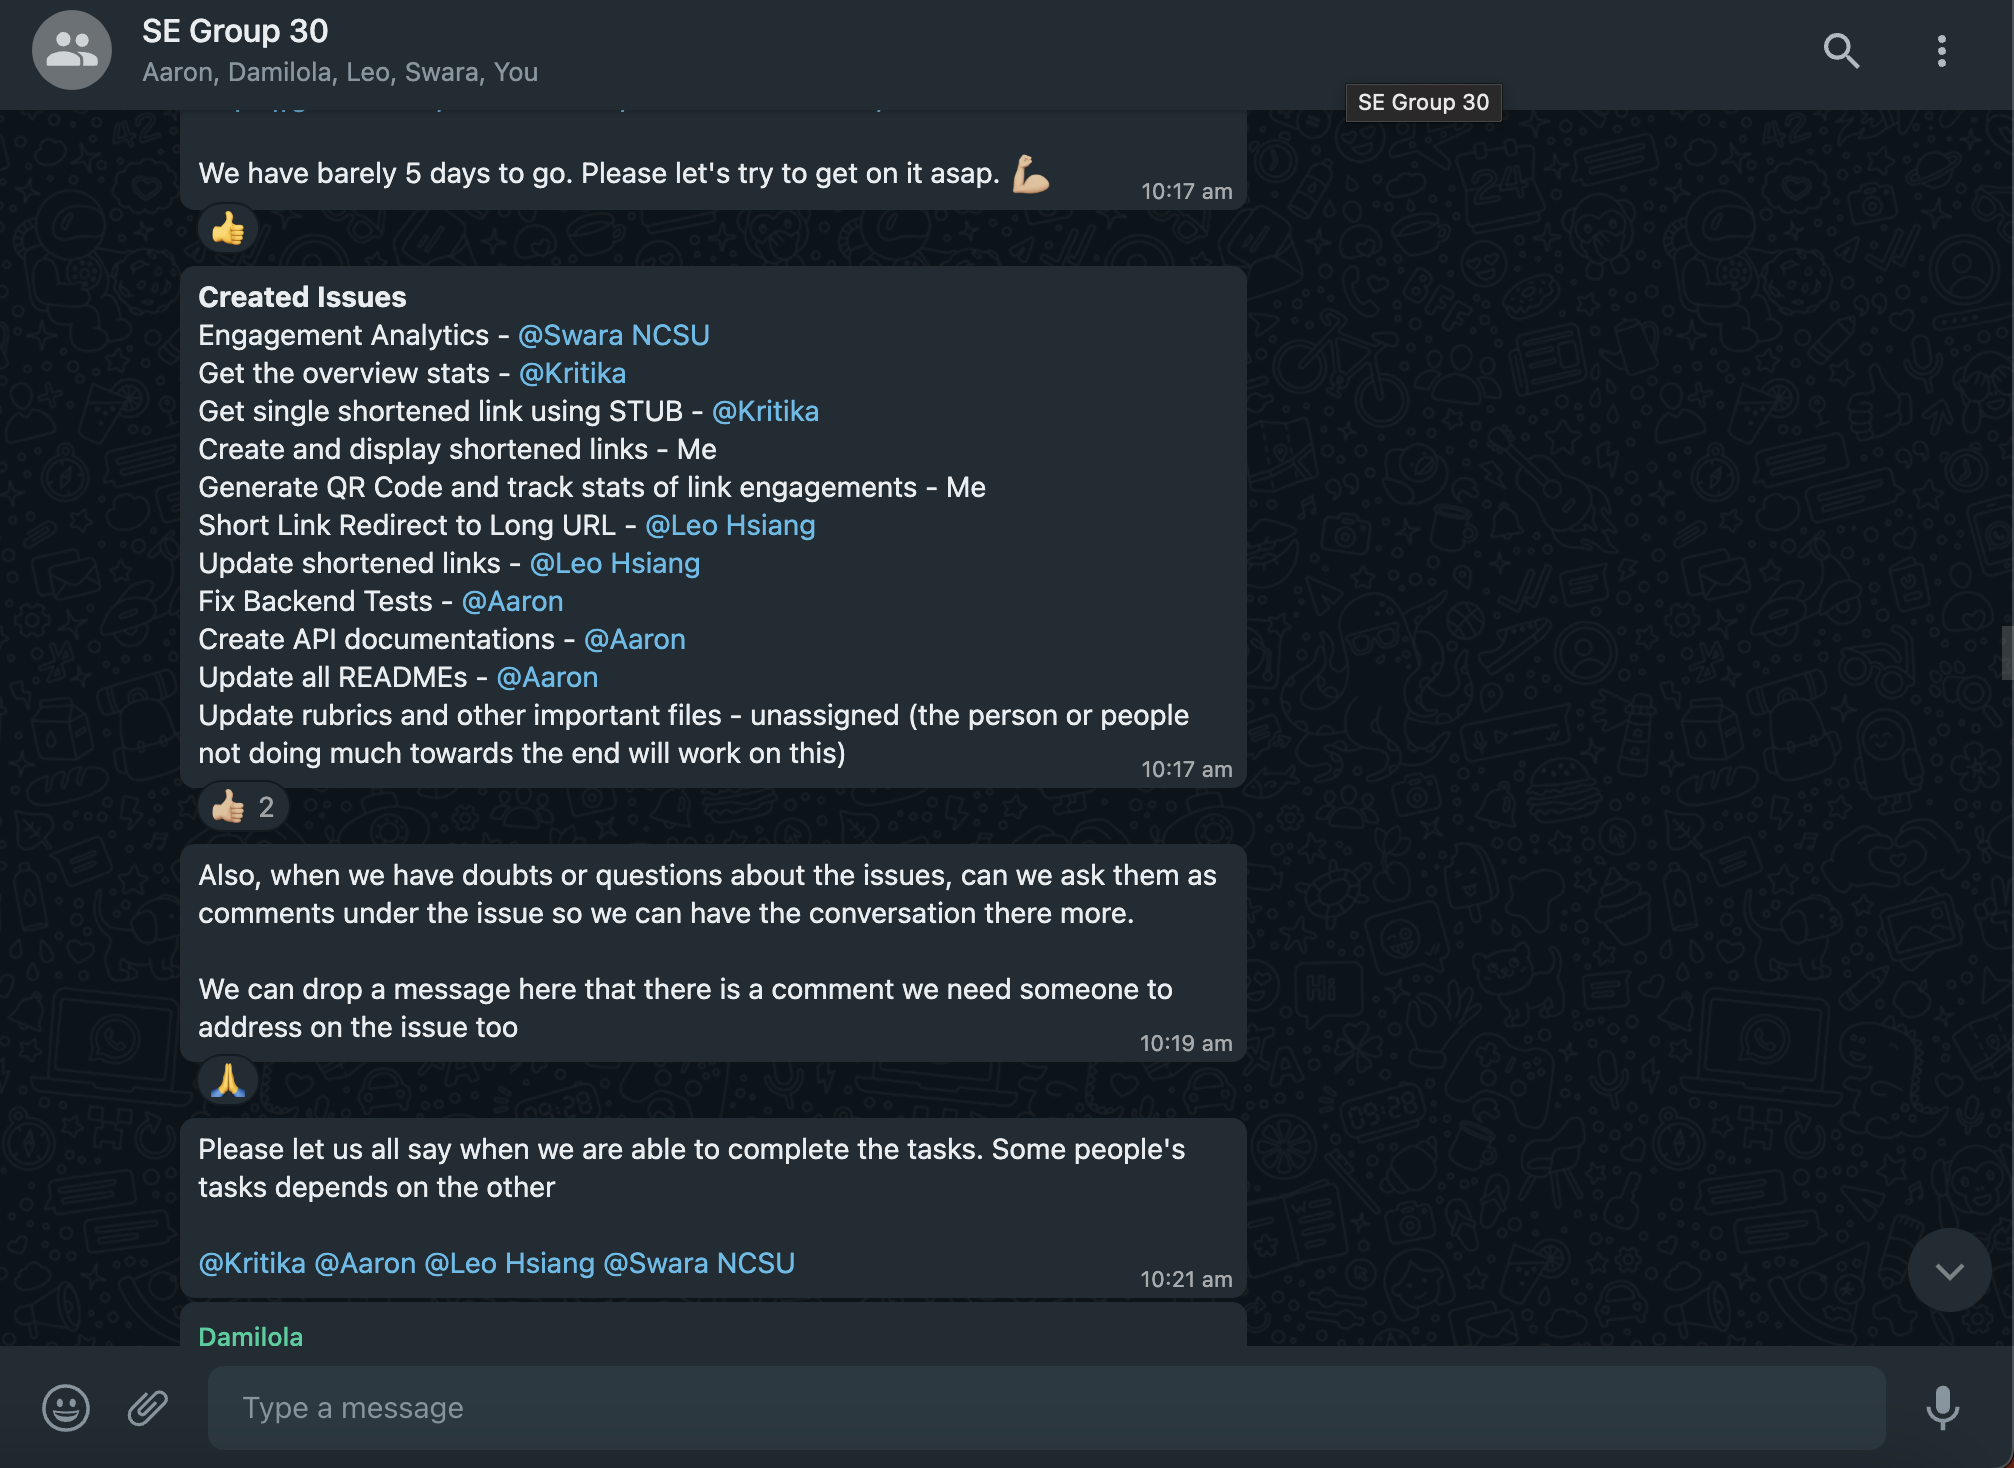 SE Group 30
Aaron, Damilola, Leo, Swara, You
SE Group 30
We have barely 5 days to go. Please let's try to get on it asap. 💪🏼
10:17 am
👍
Created Issues
Engagement Analytics - @Swara NCSU
Get the overview stats - @Kritika
Get single shortened link using STUB - @Kritika
Create and display shortened links - Me
Generate QR Code and track stats of link engagements - Me
Short Link Redirect to Long URL - @Leo Hsiang
Update shortened links - @Leo Hsiang
Fix Backend Tests - @Aaron
Create API documentations - @Aaron
Update all READMEs - @Aaron
Update rubrics and other important files - unassigned (the person or people
not doing much towards the end will work on this)
10:17 am
👍🏼 2
Also, when we have doubts or questions about the issues, can we ask them as
comments under the issue so we can have the conversation there more.
We can drop a message here that there is a comment we need someone to
address on the issue too
10:19 am
🙏
Please let us all say when we are able to complete the tasks. Some people's
tasks depends on the other
@Kritika @Aaron @Leo Hsiang @Swara NCSU
10:21 am
Damilola
Type a message